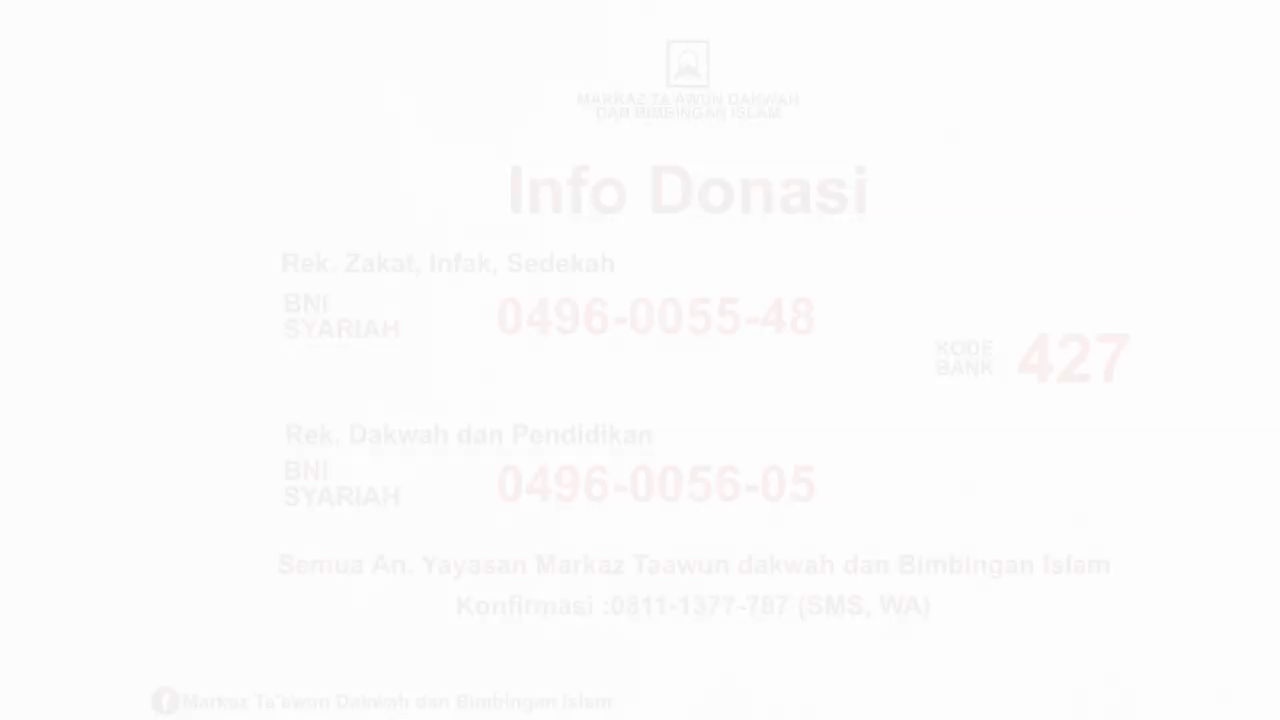 MARKAZ TA'AWUN DAKWAH
DAN BIMBINGAN ISLAM
Info Donasi
Rek. Zakat, Infak, Sedekah
BNI
SYARIAH
0496-0055-48
KODE
BANK
427
Rek. Dakwah dan Pendidikan
BNI
SYARIAH
0496-0056-05
Semua An. Yayasan Markaz Taawun dakwah dan Bimbingan Islam
Konfirmasi :0811-1377-787 (SMS, WA)
Markaz Ta'awun Dakwah dan Bimbingan Islam